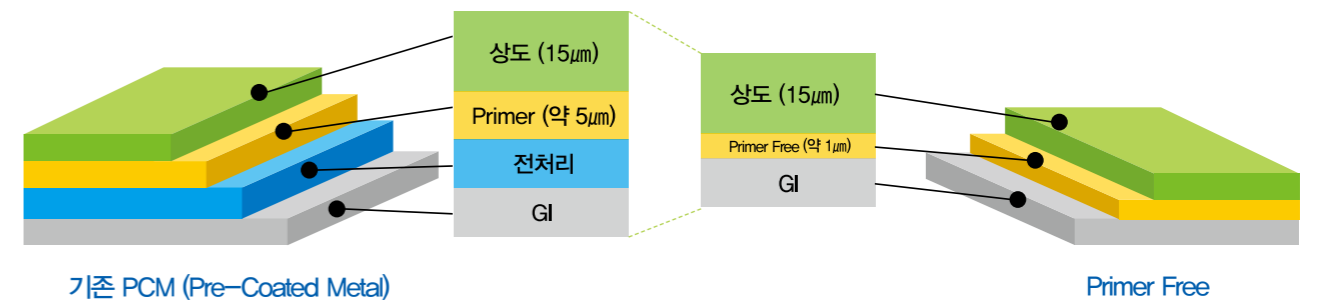 상도 (15㎛)
Primer (약 5㎛)
전처리
GI
상도 (15㎛)
Primer Free (약 1㎛)
GI
기존 PCM (Pre-Coated Metal)
Primer Free